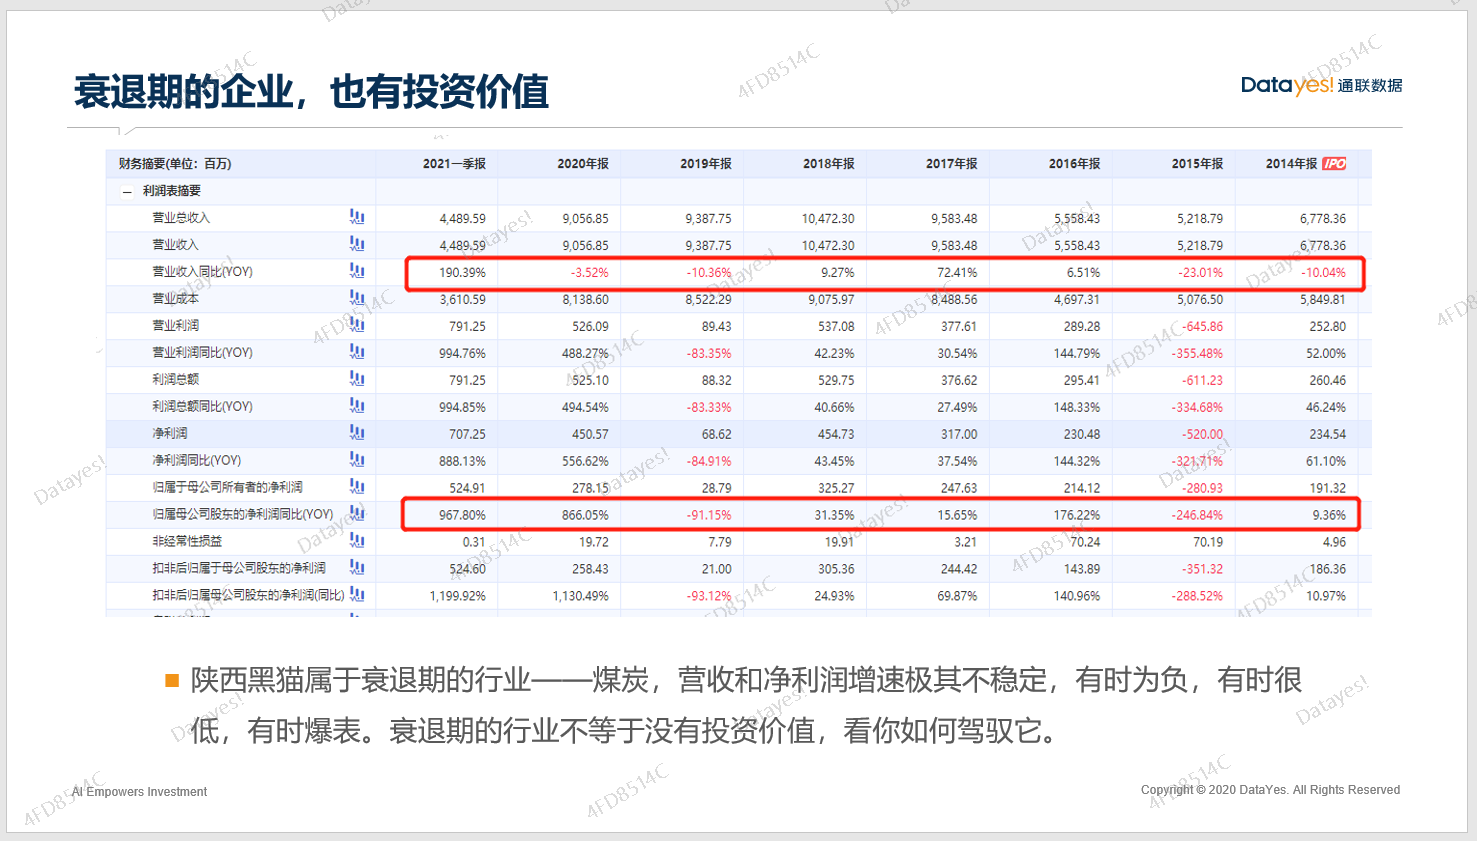 衰退期的企业，也有投资价值
Datayes!通联数据
财务摘要(单位：百万) 2021一季报 2020年报 2019年报 2018年报 2017年报 2016年报 2015年报 2014年报 IPO
利润表摘要
营业总收入 4,489.59 9,056.85 9,387.75 10,472.30 9,583.48 5,558.43 5,218.79 6,778.36
营业收入 4,489.59 9,056.85 9,387.75 10,472.30 9,583.48 5,558.43 5,218.79 6,778.36
营业收入同比(YOY) 190.39% -3.52% -10.36% 9.27% 72.41% 6.51% -23.01% -10.04%
营业成本 3,610.59 8,138.60 8,522.29 9,075.97 8,488.56 4,697.31 5,076.50 5,849.81
营业利润 791.25 526.09 89.43 537.08 377.61 289.28 -645.86 252.80
营业利润同比(YOY) 994.76% 488.27% -83.35% 42.23% 30.54% 144.79% -355.48% 52.00%
利润总额 791.25 525.10 88.32 529.75 376.62 295.41 -611.23 260.46
利润总额同比(YOY) 994.85% 494.54% -83.33% 40.66% 27.49% 148.33% -334.68% 46.24%
净利润 707.25 450.57 68.62 454.73 317.00 230.48 -520.00 234.54
净利润同比(YOY) 888.13% 556.62% -84.91% 43.45% 37.54% 144.32% -321.71% 61.10%
归属于母公司所有者的净利润 524.91 278.15 28.79 325.27 247.63 214.12 -280.93 191.32
归属母公司股东的净利润同比(YOY) 967.80% 866.05% -91.15% 31.35% 15.65% 176.22% -246.84% 9.36%
非经常性损益 0.31 19.72 7.79 19.91 3.21 70.24 70.19 4.96
扣非后归属于母公司股东的净利润 524.60 258.43 21.00 305.36 244.42 143.89 -351.32 186.36
扣非后归属母公司股东的净利润(同比) 1,199.92% 1,130.49% -93.12% 24.93% 69.87% 140.96% -288.52% 10.97%
陕西黑猫属于衰退期的行业——煤炭，营收和净利润增速极其不稳定，有时为负，有时很
低，有时爆表。衰退期的行业不等于没有投资价值，看你如何驾驭它。
AI Empowers Investment
Copyright © 2020 DataYes. All Rights Reserved
Datayes!
4FD8514C